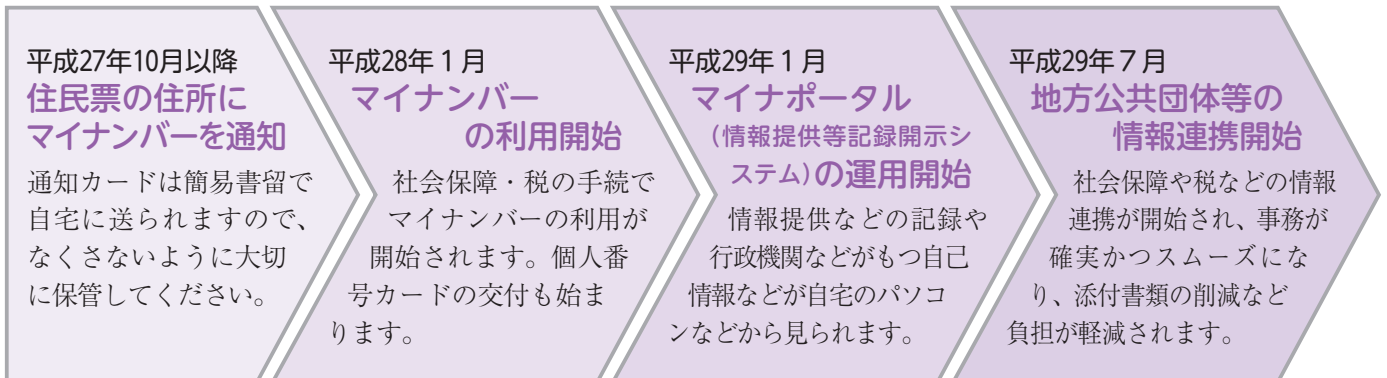 平成27年10月以降
住民票の住所に
マイナンバーを通知
通知カードは簡易書留で
自宅に送られますので、
なくさないように大切
に保管してください。
平成28年1月
マイナンバー
の利用開始
社会保障・税の手続で
マイナンバーの利用が
開始されます。個人番
号カードの交付も始ま
ります。
平成29年1月
マイナポータル
(情報提供等記録開示シ
ステム)の運用開始
情報提供などの記録や
行政機関などがもつ自己
情報などが自宅のパソコ
ンなどから見られます。
平成29年7月
地方公共団体等の
情報連携開始
社会保障や税などの情報
連携が開始され、事務が
確実かつスムーズにな
り、添付書類の削減など
負担が軽減されます。